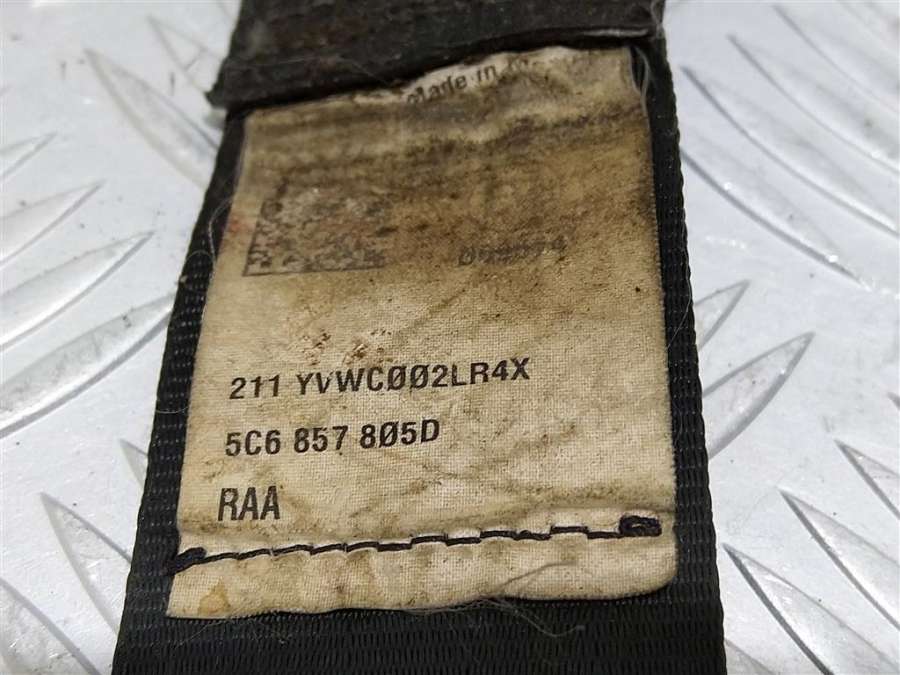 Made in
211 YVWC002LR4X
5C6 857 805D
RAA